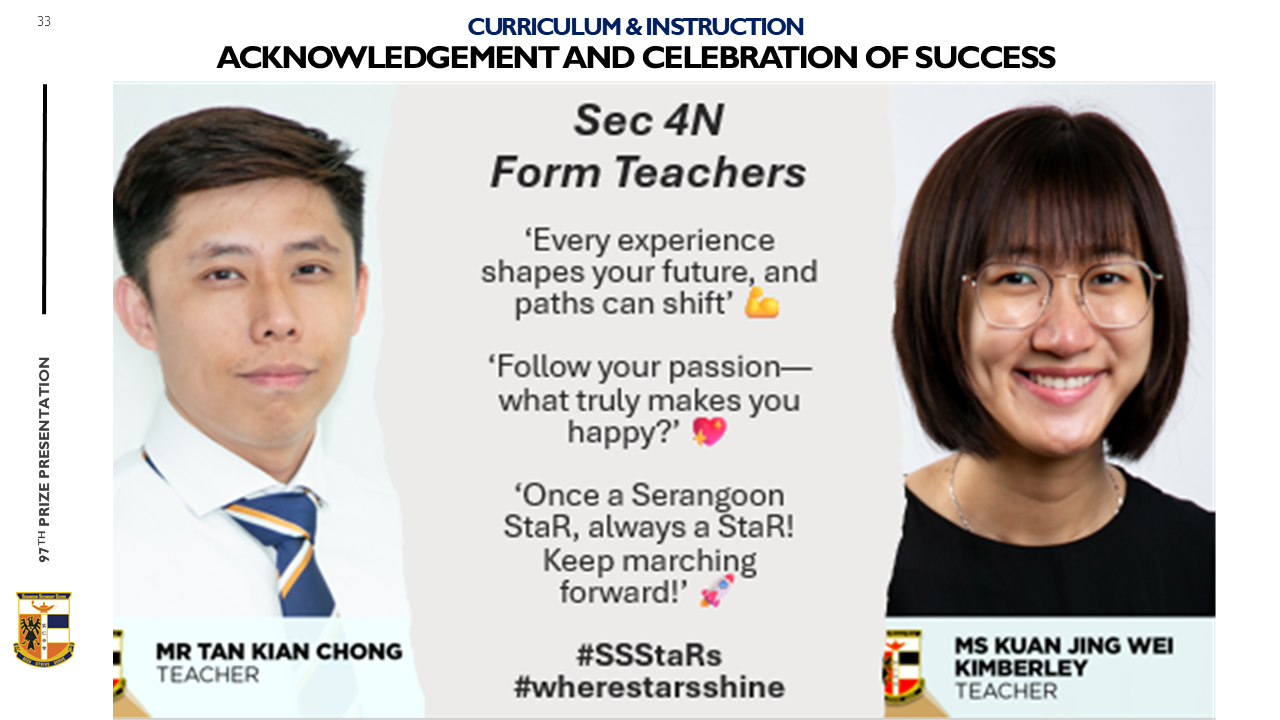 33
CURRICULUM & INSTRUCTION
ACKNOWLEDGEMENT AND CELEBRATION OF SUCCESS
97TH PRIZE PRESENTATION
Sec 4N
Form Teachers
‘Every experience
shapes your future, and
paths can shift’ 💪
‘Follow your passion—
what truly makes you
happy?’ 💖
‘Once a Serangoon
StaR, always a StaR!
Keep marching
forward!’ 🚀
#SSStaRs
#wherestarsshine
MR TAN KIAN CHONG
TEACHER
MS KUAN JING WEI
KIMBERLEY
TEACHER